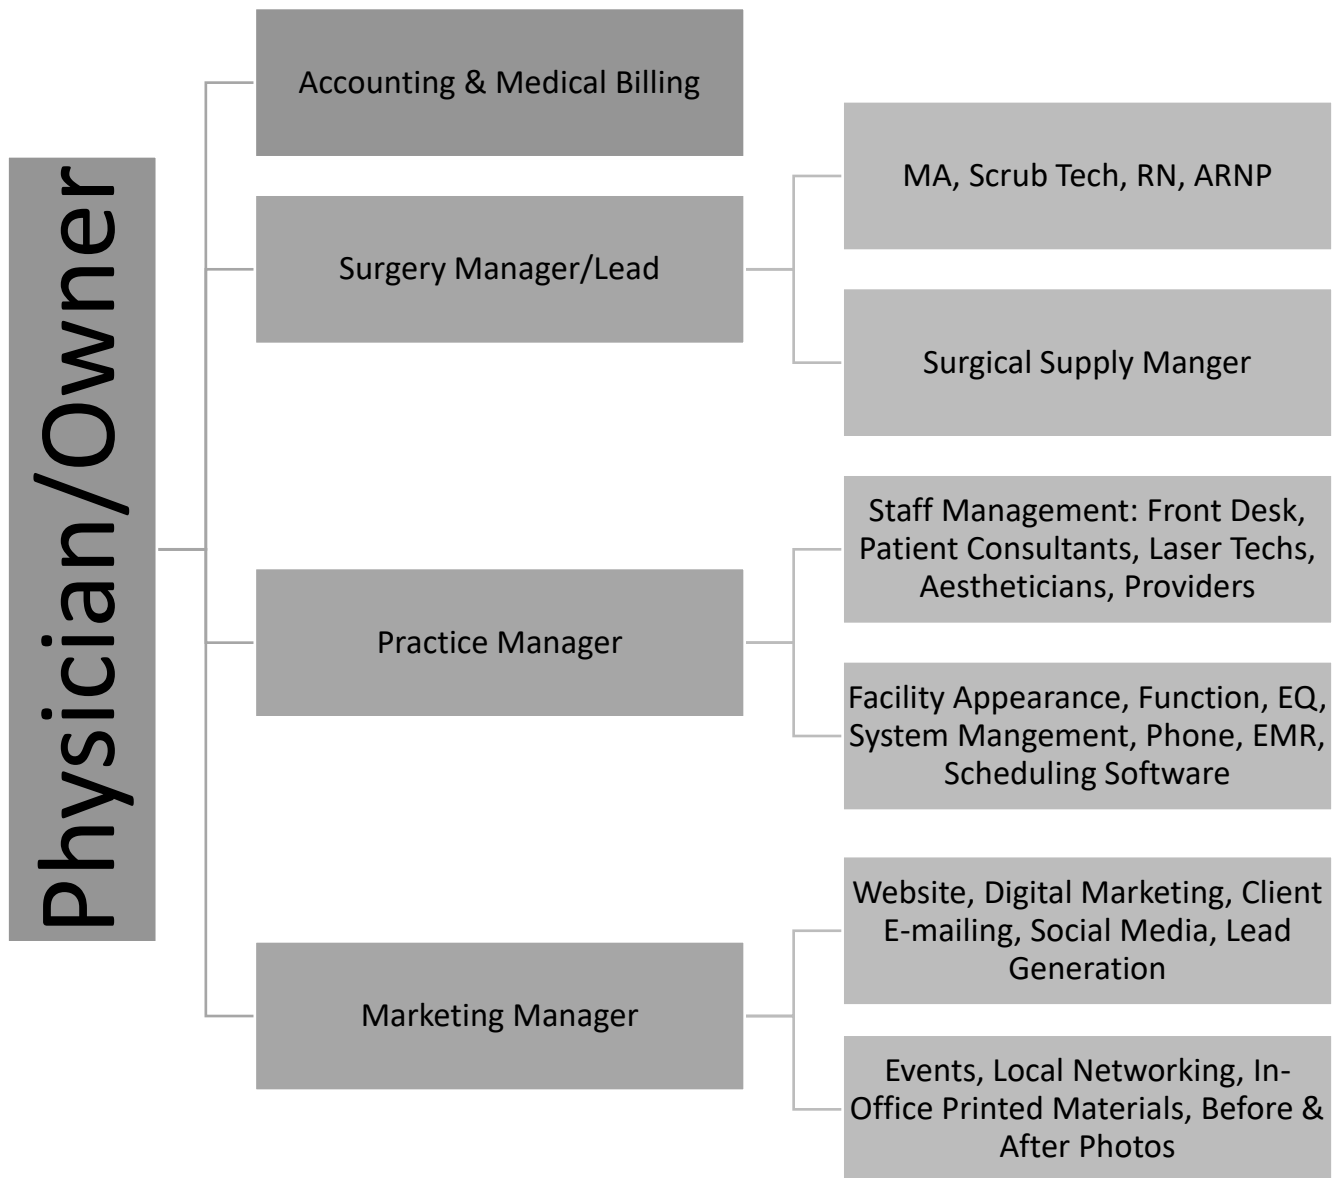 Physician/Owner
Accounting & Medical Billing
Surgery Manager/Lead
MA, Scrub Tech, RN, ARNP
Surgical Supply Manger
Practice Manager
Staff Management: Front Desk,
Patient Consultants, Laser Techs,
Aestheticians, Providers
Facility Appearance, Function, EQ,
System Mangement, Phone, EMR,
Scheduling Software
Marketing Manager
Website, Digital Marketing, Client
E-mailing, Social Media, Lead
Generation
Events, Local Networking, In-
Office Printed Materials, Before &
After Photos